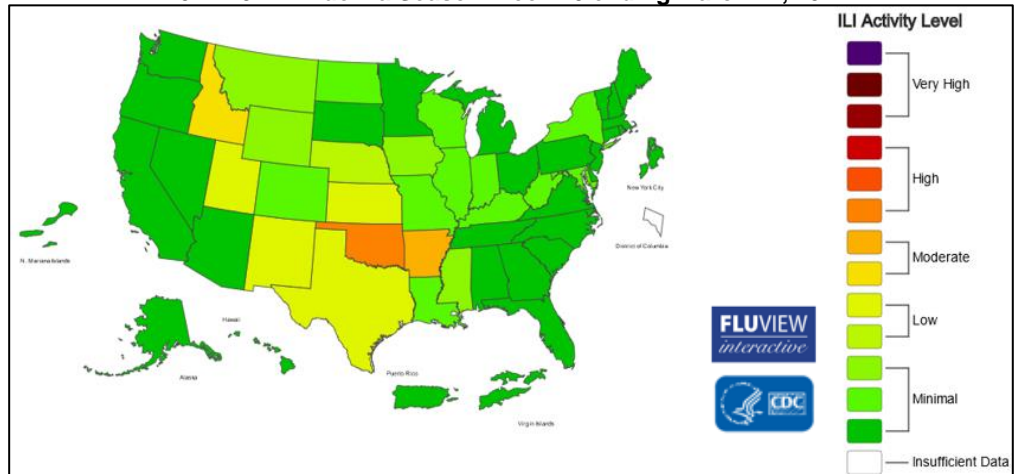 ILI Activity Level
Very High
High
Moderate
Low
Minimal
Insufficient Data
New York City
District of Columbia
N. Mariana Islands
Hawaii
Alaska
Puerto Rico
Virgin Islands
FLUVIEW
interactive
CDC